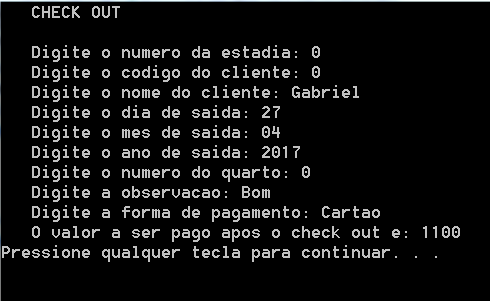 CHECK OUT
Digite o numero da estadia: 0
Digite o codigo do cliente: 0
Digite o nome do cliente: Gabriel
Digite o dia de saida: 27
Digite o mes de saida: 04
Digite o ano de saida: 2017
Digite o numero do quarto: 0
Digite a observacao: Bom
Digite a forma de pagamento: Cartao
O valor a ser pago apos o check out e: 1100
Pressione qualquer tecla para continuar. . .